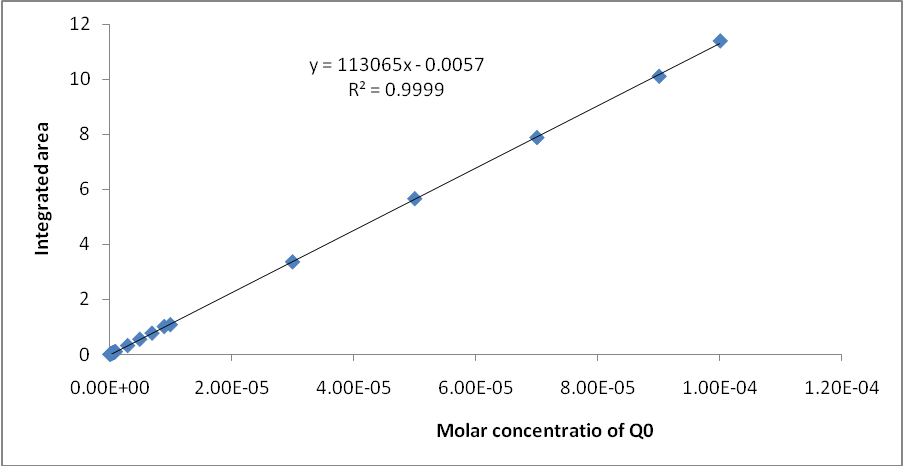 12
y = 113065x - 0.0057
R² = 0.9999
10
8
6
4
2
0
Integrated area
0.00E+00 2.00E-05 4.00E-05 6.00E-05 8.00E-05 1.00E-04 1.20E-04
Molar concentratio of Q0